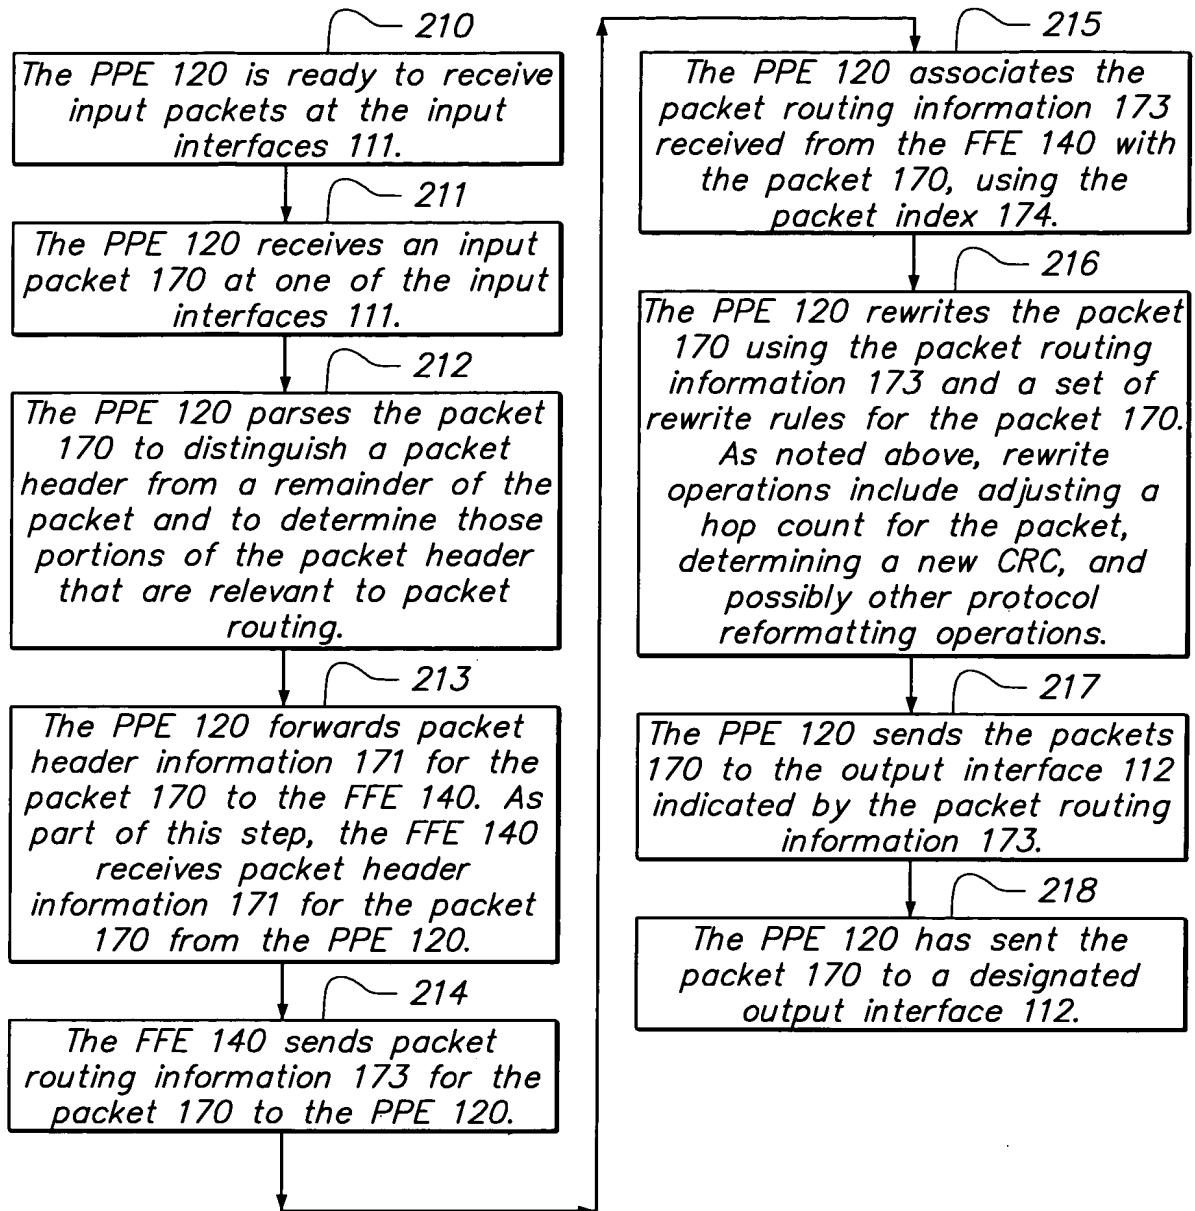 210
The PPE 120 is ready to receive
input packets at the input
interfaces 111.
211
The PPE 120 receives an input
packet 170 at one of the input
interfaces 111.
212
The PPE 120 parses the packet
170 to distinguish a packet
header from a remainder of the
packet and to determine those
portions of the packet header
that are relevant to packet
routing.
213
The PPE 120 forwards packet
header information 171 for the
packet 170 to the FFE 140. As
part of this step, the FFE 140
receives packet header
information 171 for the packet
170 from the PPE 120.
214
The FFE 140 sends packet
routing information 173 for the
packet 170 to the PPE 120.
215
The PPE 120 associates the
packet routing information 173
received from the FFE 140 with
the packet 170, using the
packet index 174.
216
The PPE 120 rewrites the packet
170 using the packet routing
information 173 and a set of
rewrite rules for the packet 170.
As noted above, rewrite
operations include adjusting a
hop count for the packet,
determining a new CRC, and
possibly other protocol
reformatting operations.
217
The PPE 120 sends the packets
170 to the output interface 112
indicated by the packet routing
information 173.
218
The PPE 120 has sent the
packet 170 to a designated
output interface 112.